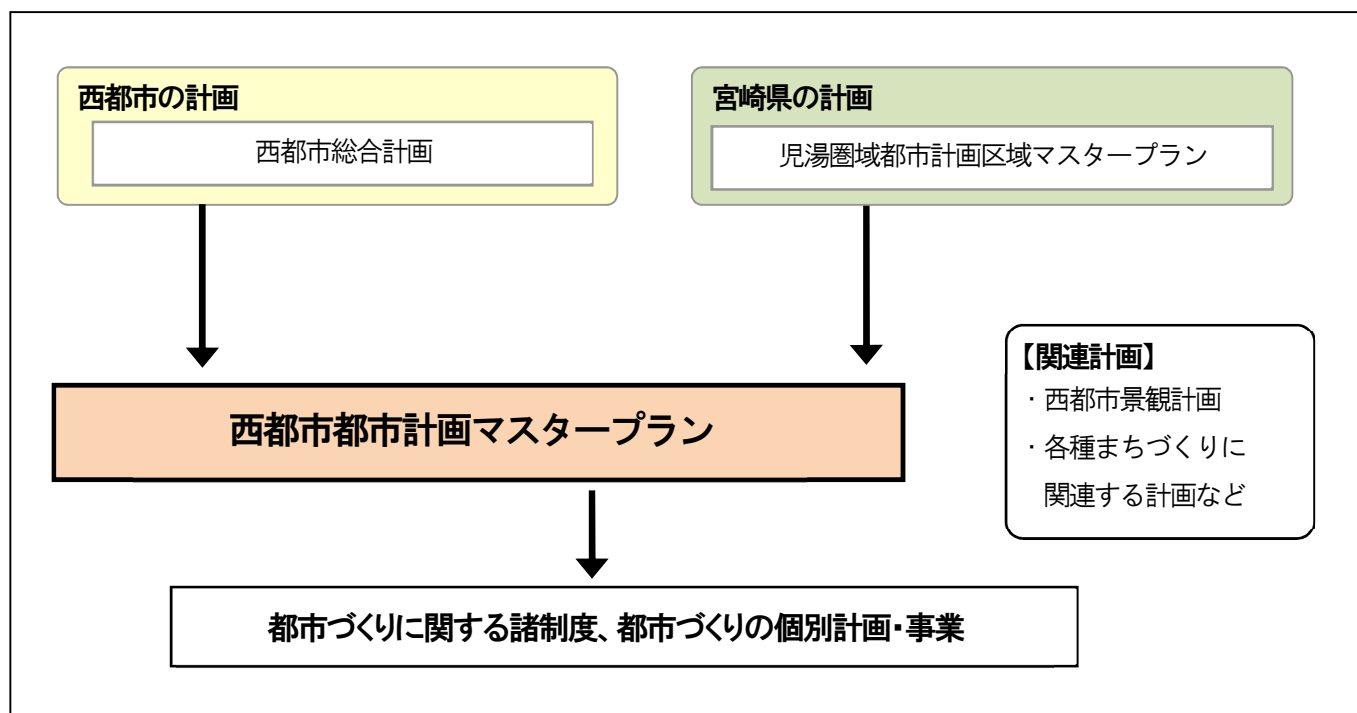 西都市の計画
西都市総合計画
宮崎県の計画
児湯圏域都市計画区域マスタープラン
西都市都市計画マスタープラン
【関連計画】
・西都市景観計画
・各種まちづくりに
関連する計画など
都市づくりに関する諸制度、都市づくりの個別計画・事業